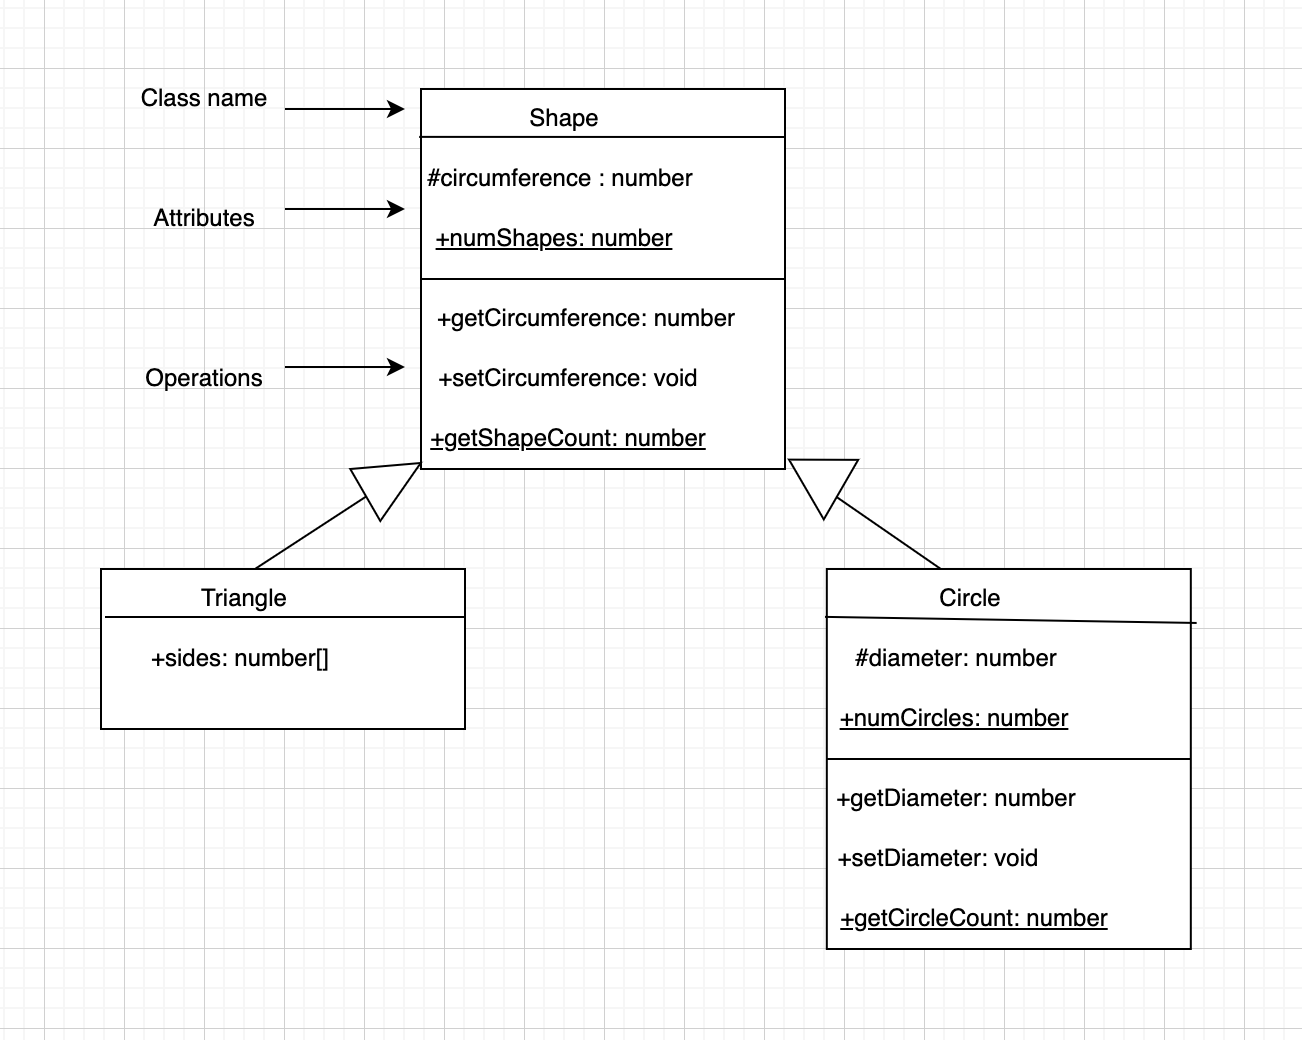 Class name
Shape
#circumference : number
Attributes
+numShapes: number
+getCircumference: number
Operations
+setCircumference: void
+getShapeCount: number
Triangle
+sides: number[]
Circle
#diameter: number
+numCircles: number
+getDiameter: number
+setDiameter: void
+getCircleCount: number